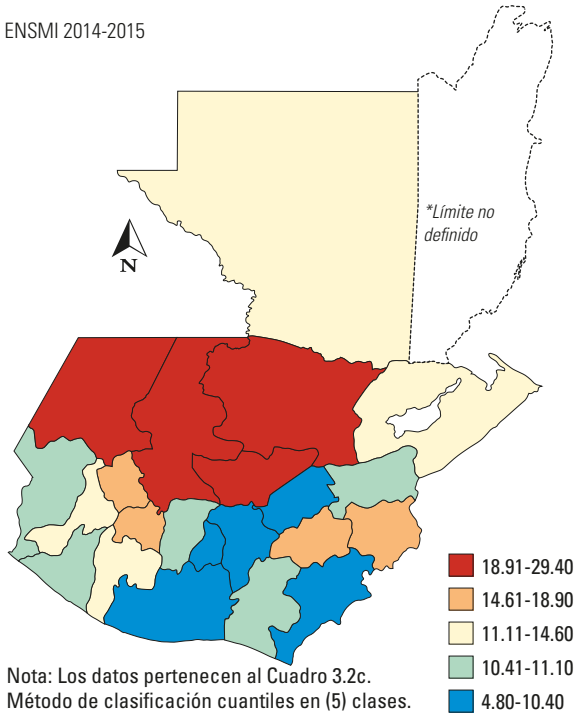 ENSMI 2014-2015
*Límite no
definido
N
18.91-29.40
14.61-18.90
11.11-14.60
10.41-11.10
4.80-10.40
Nota: Los datos pertenecen al Cuadro 3.2c.
Método de clasificación cuantiles en (5) clases.